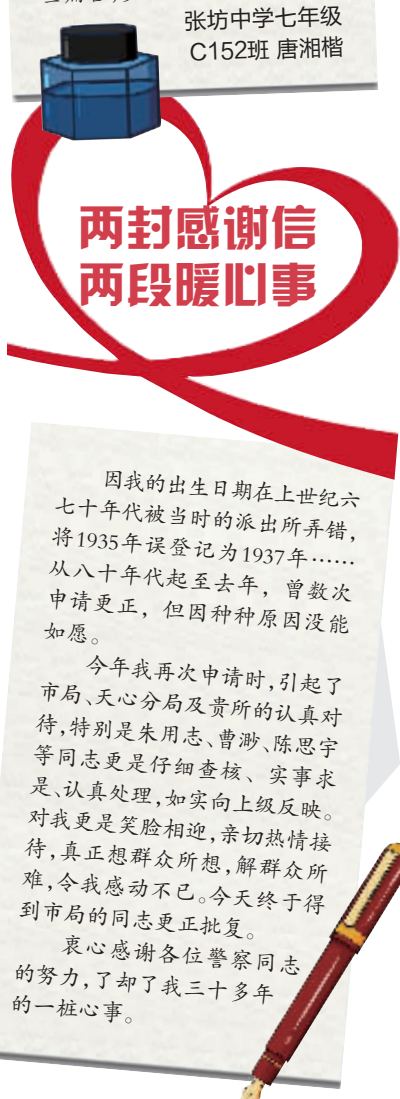 张坊中学七年级
C152班 唐湘楷
两封感谢信
两段暖心事
因我的出生日期在上世纪六
七十年代被当时的派出所弄错，
将1935年误登记为1937年……
从八十年代起至去年，曾数次
申请更正，但因种种原因没能
如愿。
今年我再次申请时，引起了
市局、天心分局及贵所的认真对
待，特别是朱用志、曹渺、陈思宇
等同志更是仔细查核、实事求
是、认真处理，如实向上级反映。
对我更是笑脸相迎，亲切热情接
待，真正想群众所想，解群众所
难，令我感动不已。今天终于得
到市局的同志更正批复。
衷心感谢各位警察同志
的努力，了却了我三十多年
的一桩心事。